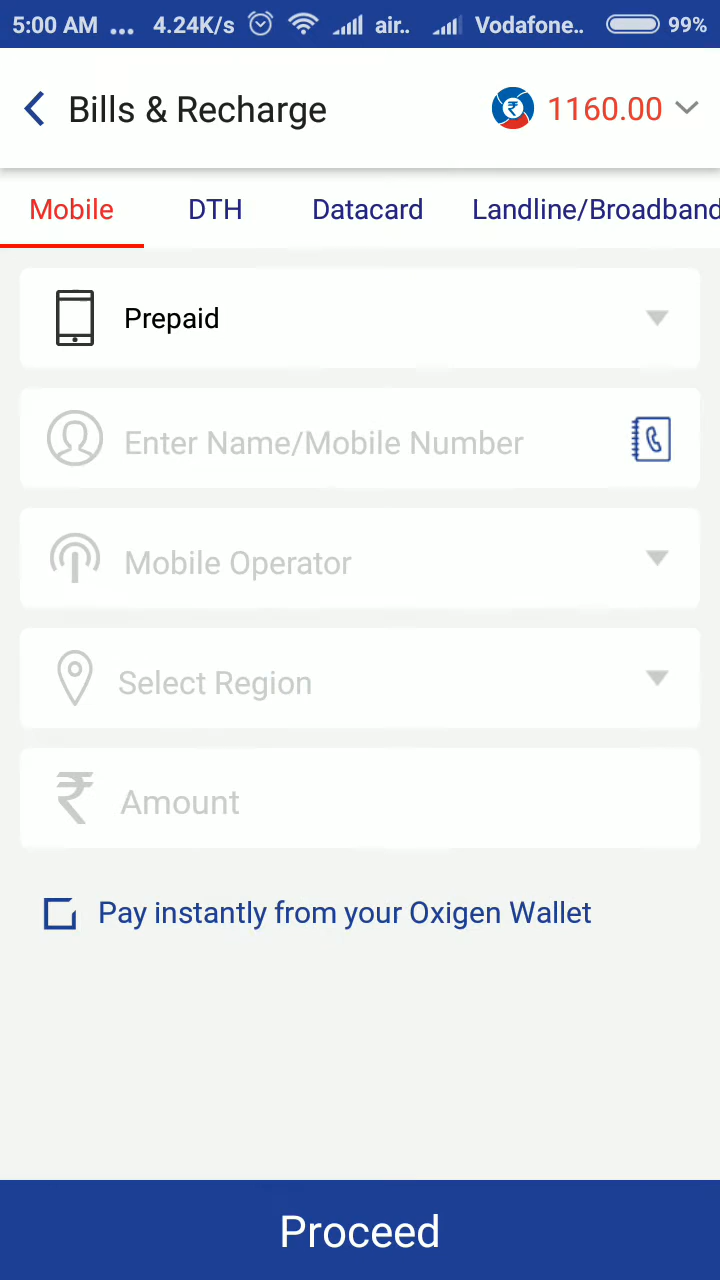 5:00 AM ... 4.24K/s air.. Vodafone.. 99%
Bills & Recharge ₹ 1160.00
Mobile DTH Datacard Landline/Broadband
Prepaid
Enter Name/Mobile Number
Mobile Operator
Select Region
₹ Amount
Pay instantly from your Oxigen Wallet
Proceed